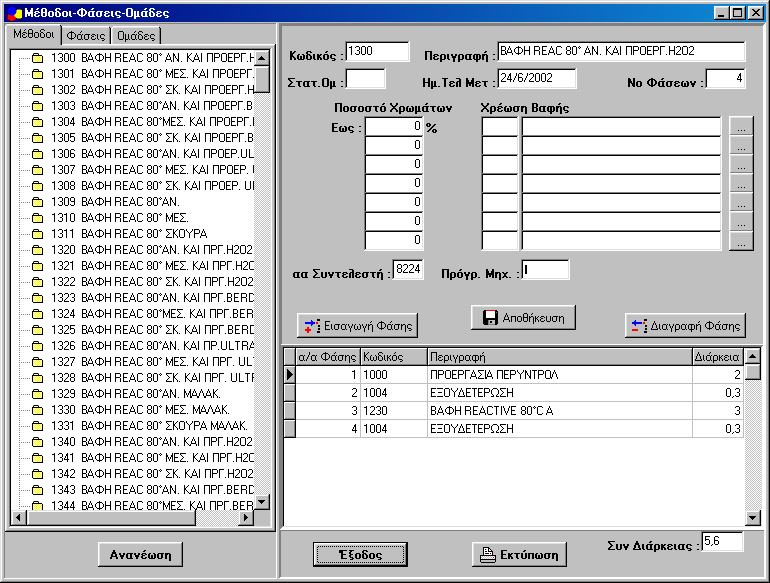 Μέθοδοι-Φάσεις-Ομάδες
Μέθοδοι Φάσεις Ομάδες
1300 ΒΑΦΗ REAC 80° ΑΝ. ΚΑΙ ΠΡΟΕΡΓ.Η
1301 ΒΑΦΗ REAC 80° ΜΕΣ. ΚΑΙ ΠΡΟΕΡΓ.
1302 ΒΑΦΗ REAC 80° ΣΚ. ΚΑΙ ΠΡΟΕΡΓ.Η
1303 ΒΑΦΗ REAC 80°ΑΝ. ΚΑΙ ΠΡΟΕΡΓ.Β
1304 ΒΑΦΗ REAC 80°ΜΕΣ. ΚΑΙ ΠΡΟΕΡΓ.
1305 ΒΑΦΗ REAC 80° ΣΚ. ΚΑΙ ΠΡΟΕΡΓ.Β
1306 ΒΑΦΗ REAC 80°ΑΝ. ΚΑΙ ΠΡΟΕΡ.UL
1307 ΒΑΦΗ REAC 80° ΜΕΣ. ΚΑΙ ΠΡΟΕΡ.
1308 ΒΑΦΗ REAC 80° ΣΚ. ΚΑΙ ΠΡΟΕΡ. U
1309 ΒΑΦΗ REAC 80°ΑΝ.
1310 ΒΑΦΗ REAC 80° ΜΕΣ.
1311 ΒΑΦΗ REAC 80° ΣΚΟΥΡΑ
1320 ΒΑΦΗ REAC 80°ΑΝ. ΚΑΙ ΠΡΓ.Η2Ο2
1321 ΒΑΦΗ REAC 80° ΜΕΣ. ΚΑΙ ΠΡΓ.Η2Ο
1322 ΒΑΦΗ REAC 80° ΣΚ. ΚΑΙ ΠΡΓ.Η2Ο2
1323 ΒΑΦΗ REAC 80°ΑΝ. ΚΑΙ ΠΡΓ.BERD
1324 ΒΑΦΗ REAC 80°ΜΕΣ. ΚΑΙ ΠΡΓ.BER
1325 ΒΑΦΗ REAC 80° ΣΚ. ΚΑΙ ΠΡΓ.BERD
1326 ΒΑΦΗ REAC 80°ΑΝ. ΚΑΙ ΠΡ.ULTRA
1327 ΒΑΦΗ REAC 80° ΜΕΣ. ΚΑΙ ΠΡΓ. UL
1328 ΒΑΦΗ REAC 80° ΣΚ. ΚΑΙ ΠΡΓ. ULTI
1329 ΒΑΦΗ REAC 80°ΑΝ. ΜΑΛΑΚ.
1330 ΒΑΦΗ REAC 80° ΜΕΣ. ΜΑΛΑΚ.
1331 ΒΑΦΗ REAC 80° ΣΚΟΥΡΑ ΜΑΛΑΚ.
1340 ΒΑΦΗ REAC 80°ΑΝ. ΚΑΙ ΠΡΓ.Η2Ο2
1341 ΒΑΦΗ REAC 80° ΜΕΣ. ΚΑΙ ΠΡΓ.Η2Ο
1342 ΒΑΦΗ REAC 80° ΣΚ. ΚΑΙ ΠΡΓ.Η2Ο2
1343 ΒΑΦΗ REAC 80°ΑΝ. ΚΑΙ ΠΡΓ.BERD
1344 ΒΑΦΗ REAC 80°ΜΕΣ. ΚΑΙ ΠΡΓ.BER
Ανανέωση
Κωδικός : 1300 Περιγραφή : ΒΑΦΗ REAC 80° ΑΝ. ΚΑΙ ΠΡΟΕΡΓ.Η2Ο2
Στατ.Ομ : Ημ.Τελ Μετ : 24/6/2002 Νο Φάσεων : 4
Ποσοστό Χρωμάτων Χρέωση Βαφής
Εως : 0 % ...
0 ...
0 ...
0 ...
0 ...
0 ...
0 ...
αα Συντελεστή : 8224 Πρόγρ. Μηχ. :
Εισαγωγή Φάσης Αποθήκευση Διαγραφή Φάσης
α/α Φάσης Κωδικός Περιγραφή Διάρκεια
1 1000 ΠΡΟΕΡΓΑΣΙΑ ΠΕΡΥΝΤΡΟΛ 2
2 1004 ΕΞΟΥΔΕΤΕΡΩΣΗ 0,3
3 1230 ΒΑΦΗ REACTIVE 80°C A 3
4 1004 ΕΞΟΥΔΕΤΕΡΩΣΗ 0,3
Έξοδος Εκτύπωση Συν Διάρκειας : 5,6